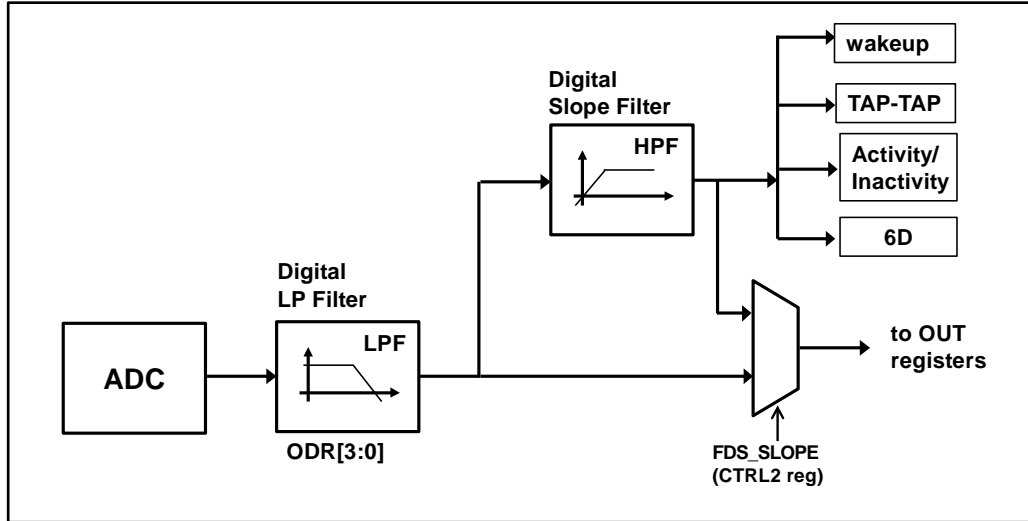 wakeup
TAP-TAP
Activity/
Inactivity
6D
Digital
Slope Filter
HPF
Digital
LP Filter
LPF
ADC
ODR[3:0]
to OUT
registers
FDS_SLOPE
(CTRL2 reg)